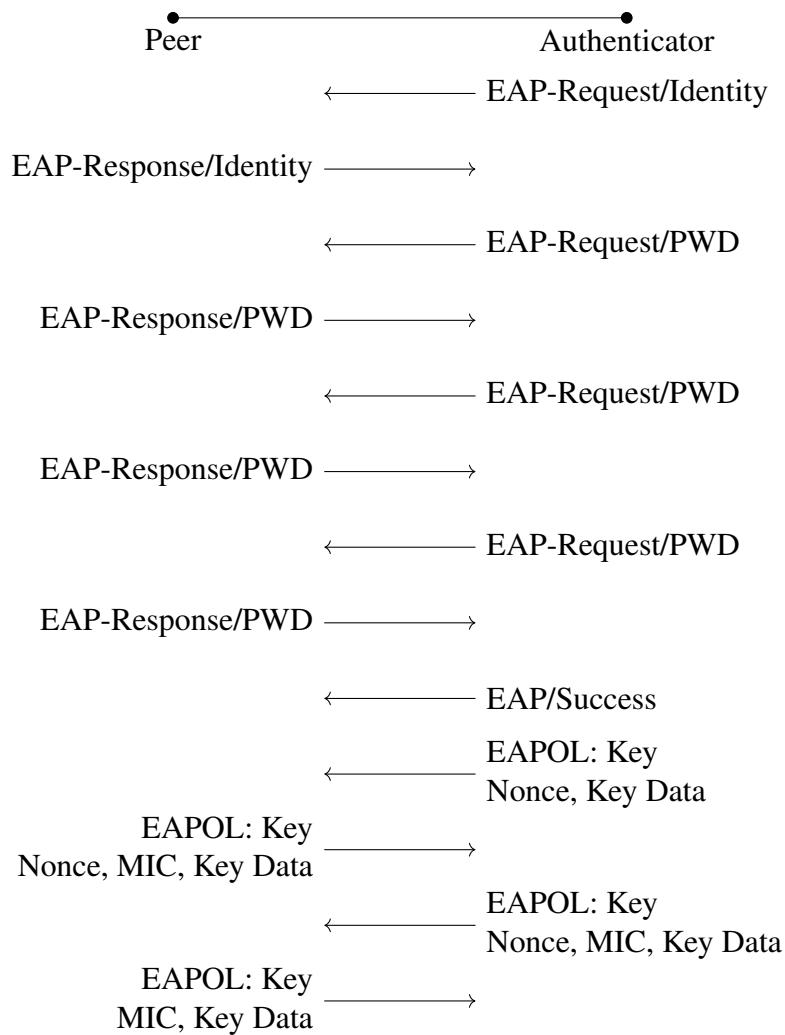 Peer
Authenticator
EAP-Request/Identity
EAP-Response/Identity
EAP-Request/PWD
EAP-Response/PWD
EAP-Request/PWD
EAP-Response/PWD
EAP-Request/PWD
EAP-Response/PWD
EAP/Success
EAPOL: Key
Nonce, Key Data
EAPOL: Key
Nonce, MIC, Key Data
EAPOL: Key
Nonce, MIC, Key Data
EAPOL: Key
MIC, Key Data